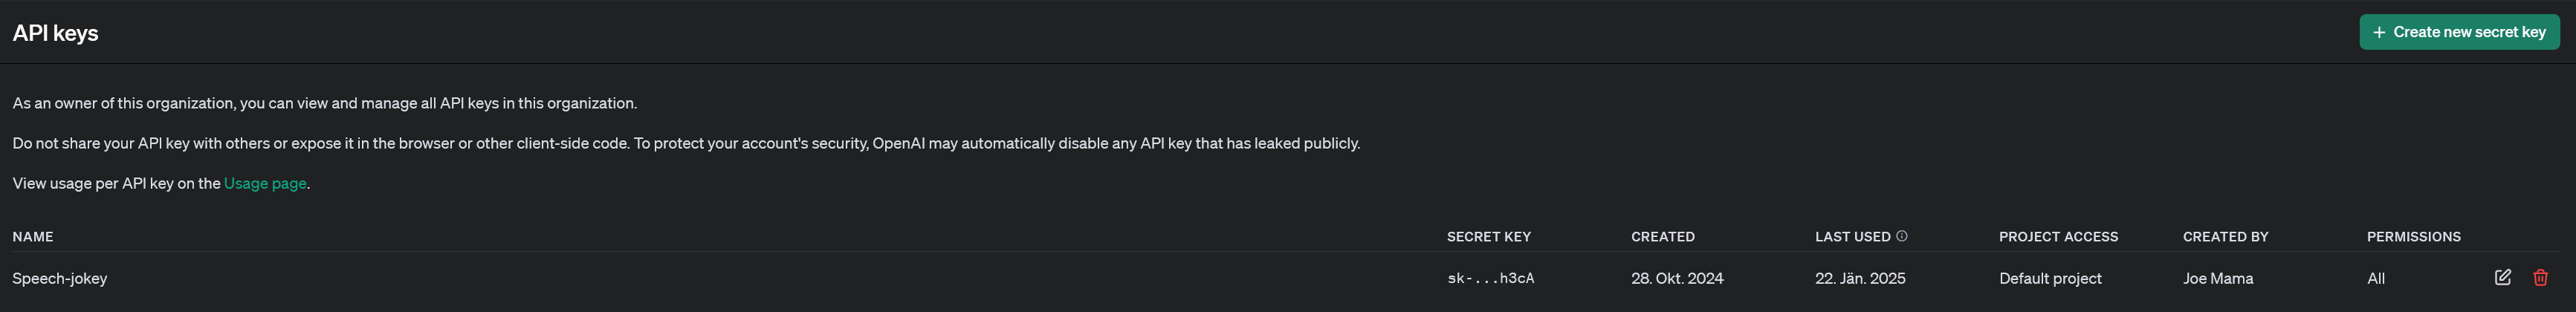 API keys
+ Create new secret key
As an owner of this organization, you can view and manage all API keys in this organization.
Do not share your API key with others or expose it in the browser or other client-side code. To protect your account's security, OpenAI may automatically disable any API key that has leaked publicly.
View usage per API key on the Usage page.
NAME SECRET KEY CREATED LAST USED PROJECT ACCESS CREATED BY PERMISSIONS
Speech-jokey sk-...h3cA 28. Okt. 2024 22. Jän. 2025 Default project Joe Mama All